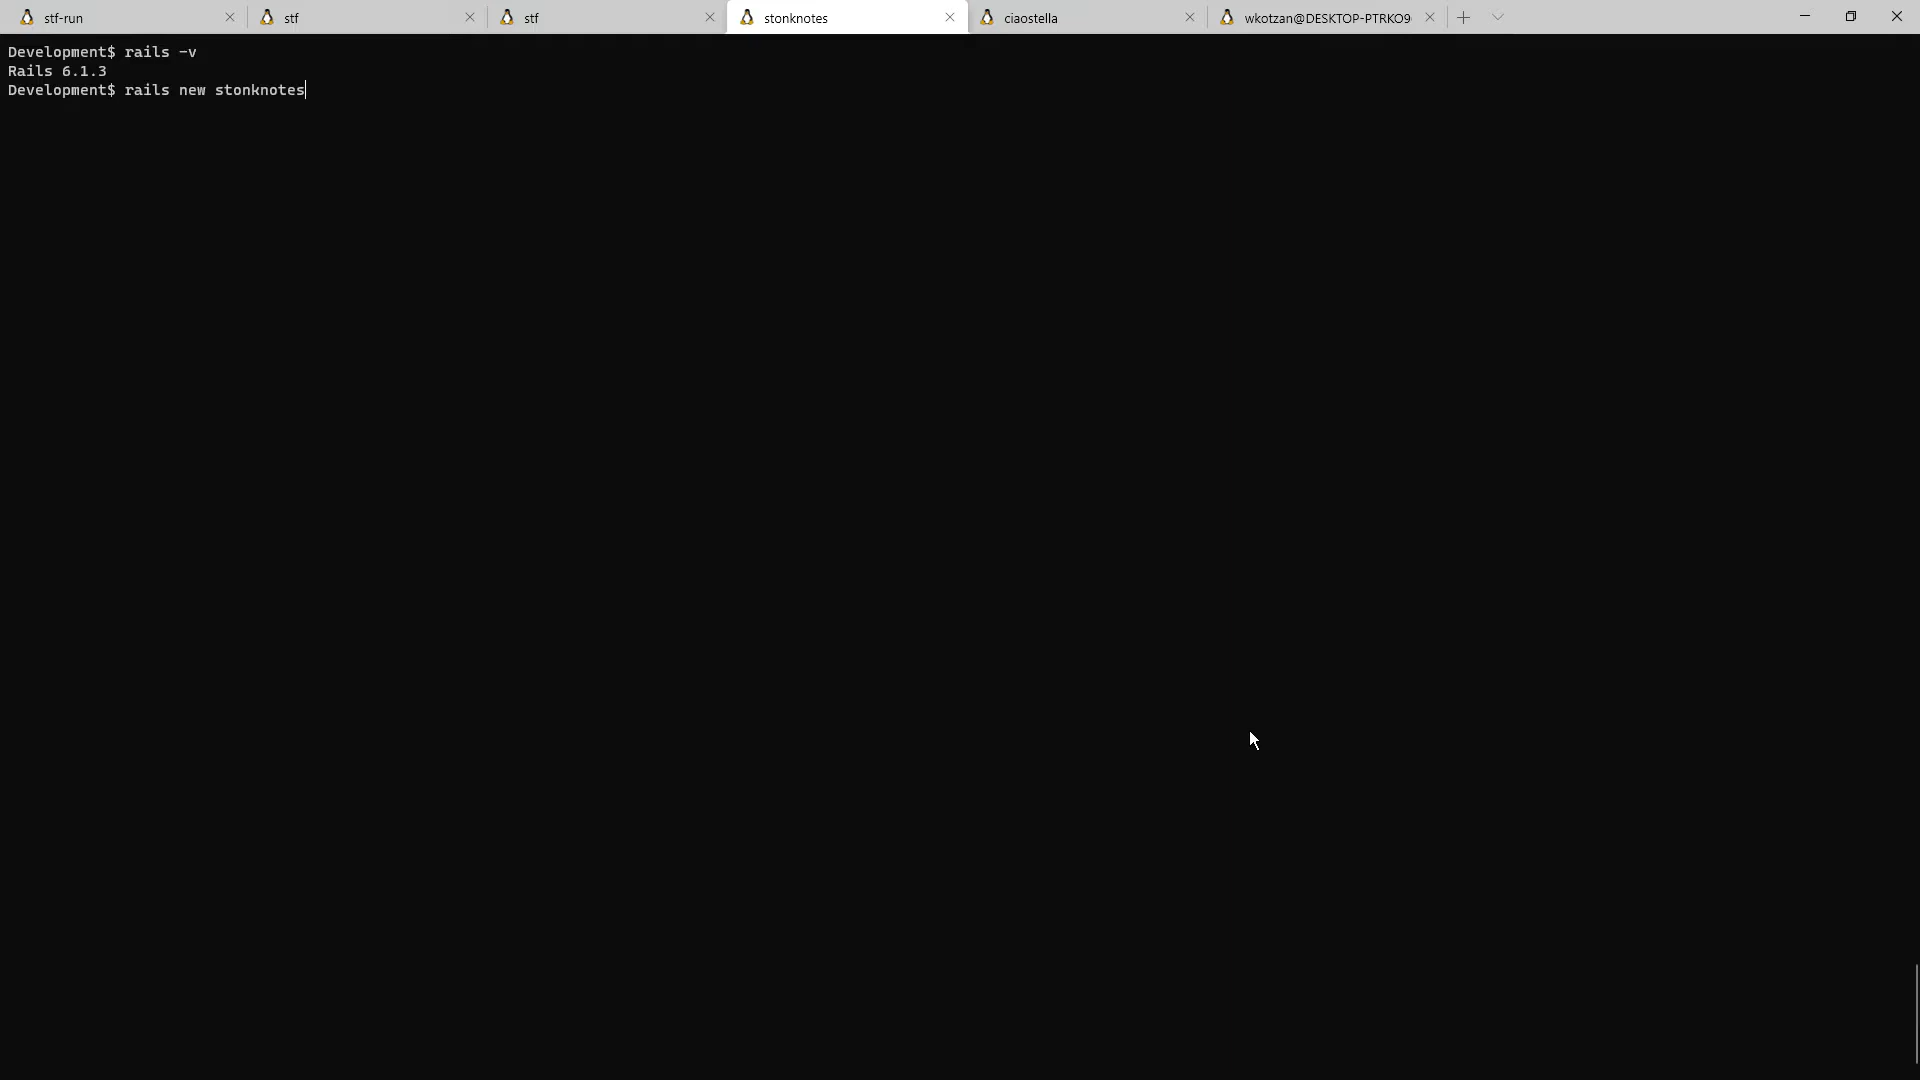 stf-run stf stf stonknotes ciaostella wkotzan@DESKTOP-PTRKO9
Development$ rails -v
Rails 6.1.3
Development$ rails new stonknotes